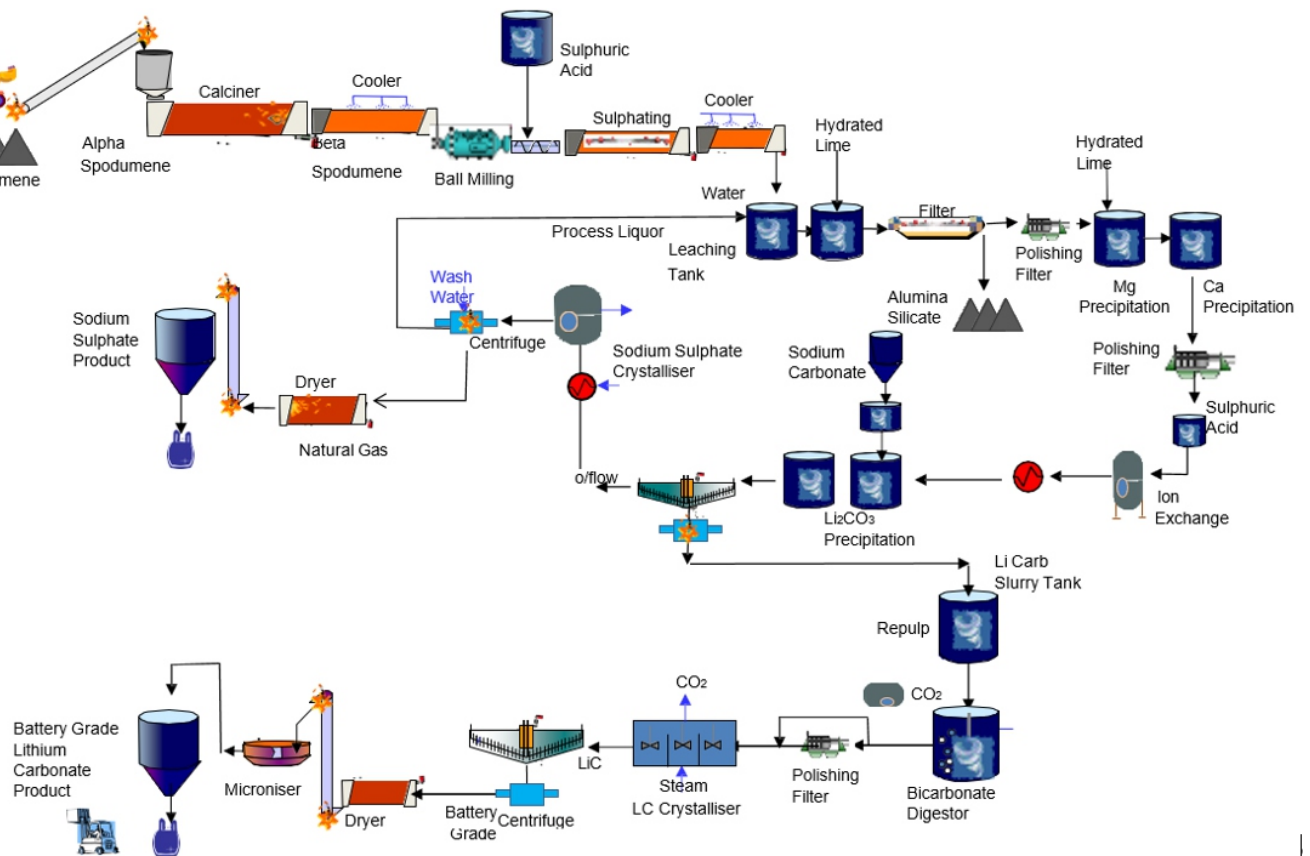 Sulphuric
Acid
Cooler
Calciner
Cooler
Sulphating
Hydrated
Lime
Hydrated
Lime
Alpha
Spodumene
Beta
Spodumene
Ball Milling
mene
Water
Process Liquor
Leaching
Tank
Filter
Polishing
Filter
Mg
Precipitation
Ca
Precipitation
Wash
Water
Alumina
Silicate
Sodium
Sulphate
Product
Centrifuge
Sodium Sulphate
Crystalliser
Sodium
Carbonate
Polishing
Filter
Dryer
Natural Gas
Sulphuric
Acid
o/flow
Li2CO3
Precipitation
Ion
Exchange
Li Carb
Slurry Tank
Repulp
CO2
CO2
Battery Grade
Lithium
Carbonate
Product
Microniser
Dryer
Battery
Grade
Centrifuge
LiC
Steam
LC Crystalliser
Polishing
Filter
Bicarbonate
Digestor